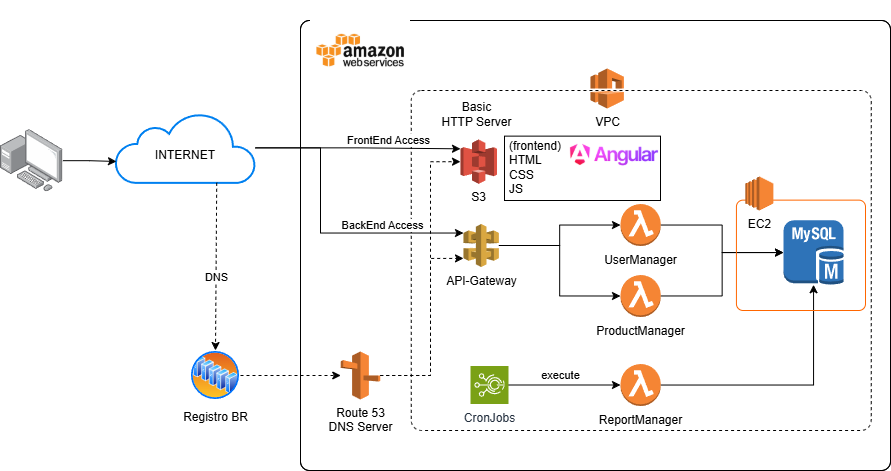 amazon
web services
VPC
Basic
HTTP Server
FrontEnd Access
(frontend)
HTML
CSS
JS
Angular
S3
INTERNET
BackEnd Access
API-Gateway
UserManager
EC2
MySQL
M
DNS
ProductManager
Registro BR
Route 53
DNS Server
CronJobs
execute
ReportManager